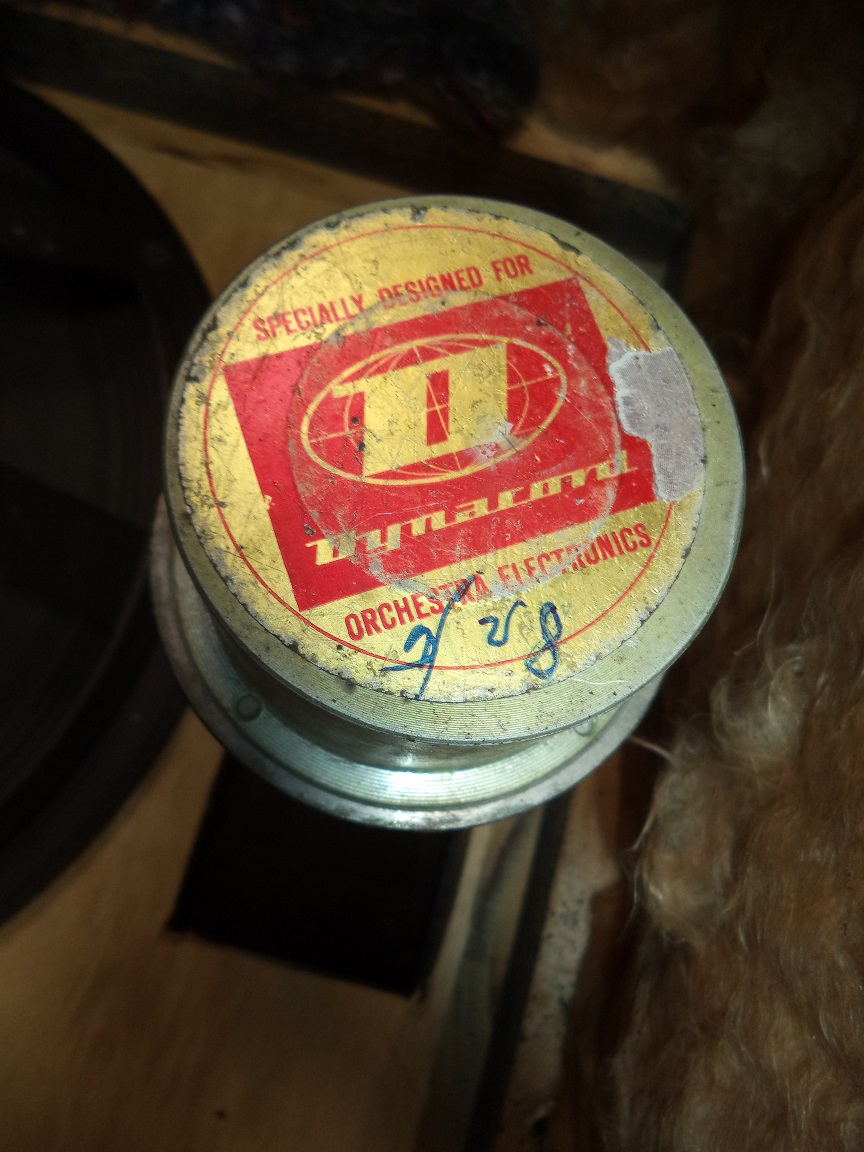 SPECIALLY DESIGNED FOR
D
Dynacord
ORCHESTRA ELECTRONICS